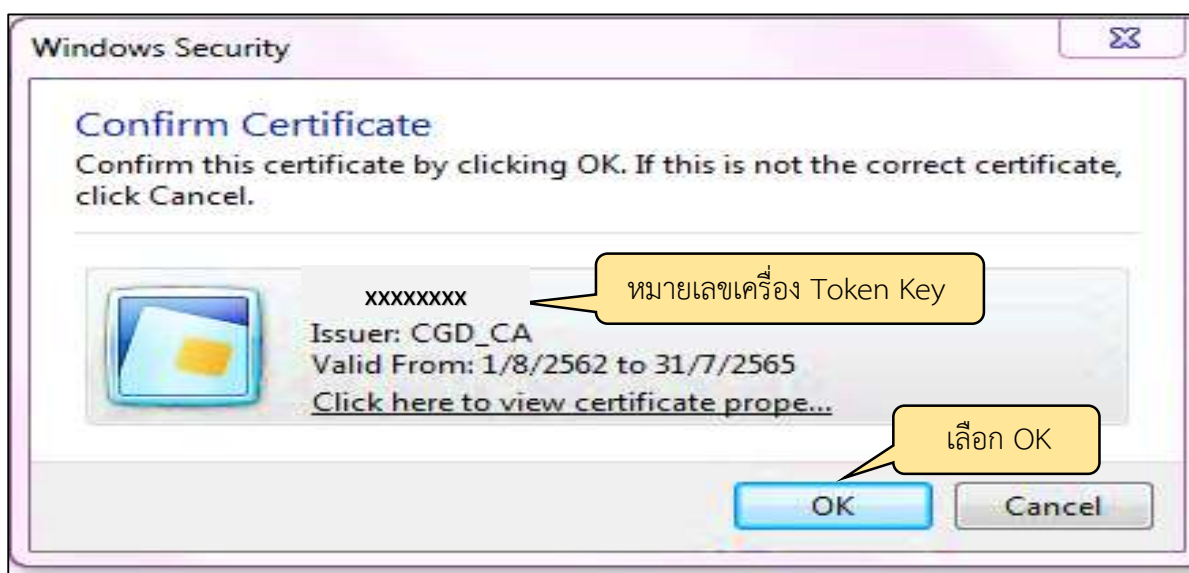 Windows Security
Confirm Certificate
Confirm this certificate by clicking OK. If this is not the correct certificate,
click Cancel.
xxxxxxxx
หมายเลขเครื่อง Token Key
Issuer: CGD_CA
Valid From: 1/8/2562 to 31/7/2565
Click here to view certificate prope...
เลือก OK
OK
Cancel